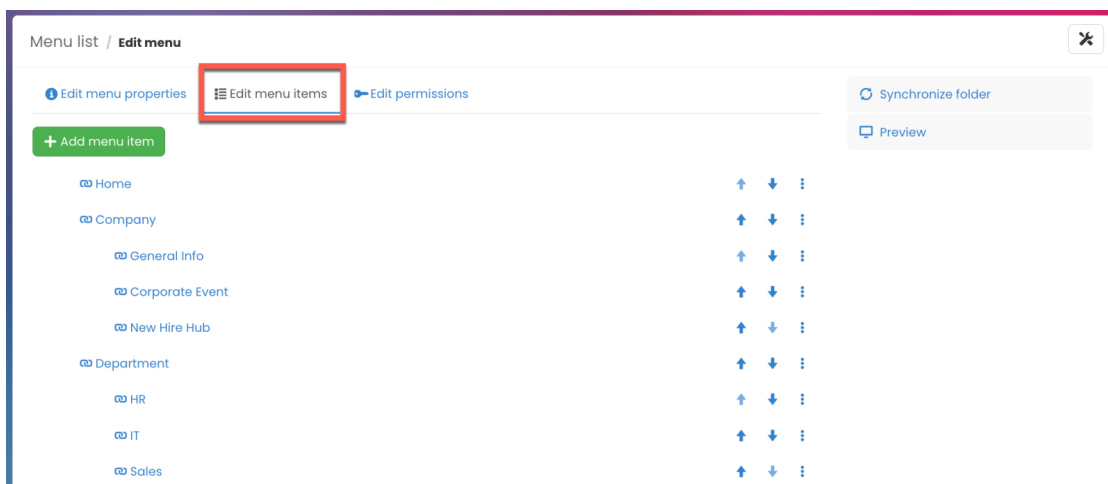 Menu list / Edit menu
Edit menu properties Edit menu items Edit permissions
Synchronize folder
Preview
+ Add menu item
Home
Company
General Info
Corporate Event
New Hire Hub
Department
HR
IT
Sales